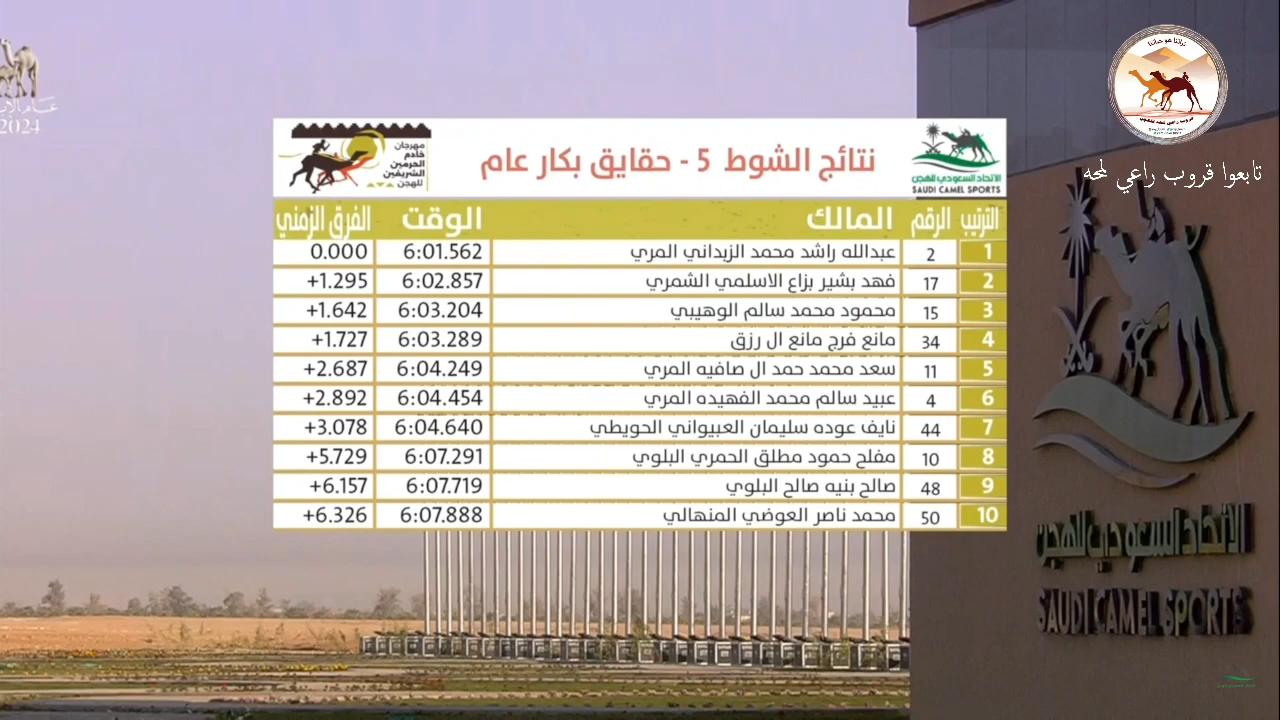 تراثنا هو حياتنا
تابعوا قروب راعي لمحه
2024
مهرجان
خادم
الحرمين
الشريفين
للهجن
نتائج الشوط 5 - حقايق بكار عام
الاتحاد السعودي للهجن
SAUDI CAMEL SPORTS
الترتيب الرقم المالك الوقت الفرق الزمني
1 2 عبدالله راشد محمد الزبداني المري 6:01.562 0.000
2 17 فهد بشير بزاع الاسلمي الشمري 6:02.857 +1.295
3 15 محمود محمد سالم الوهيبي 6:03.204 +1.642
4 34 مانع فرج مانع ال رزق 6:03.289 +1.727
5 11 سعد محمد حمد ال صافيه المري 6:04.249 +2.687
6 4 عبيد سالم محمد الفهيده المري 6:04.454 +2.892
7 44 نايف عوده سليمان العبيواني الحويطي 6:04.640 +3.078
8 10 مفلح حمود مطلق الحمري البلوي 6:07.291 +5.729
9 48 صالح بنيه صالح البلوي 6:07.719 +6.157
10 50 محمد ناصر العوضي المنهالي 6:07.888 +6.326
الاتحاد السعودي للهجن
SAUDI CAMEL SPORTS